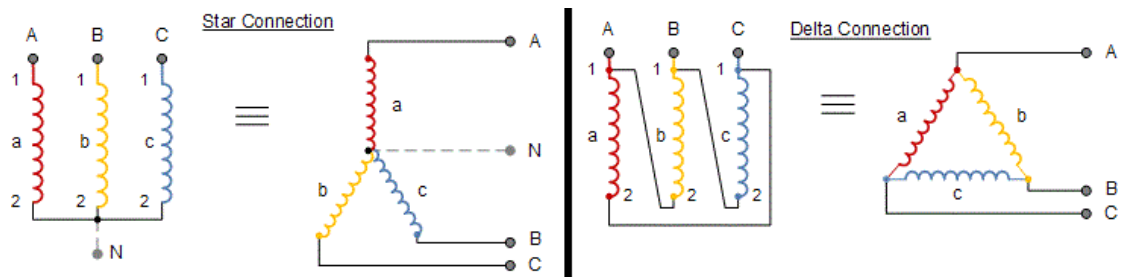 Star Connection
A B C
1 1 1
a b c
2 2 2
N
A
a
N
b c
B
C
Delta Connection
A B C
1 1 1
a b c
2 2 2
A
a b
c
B
C